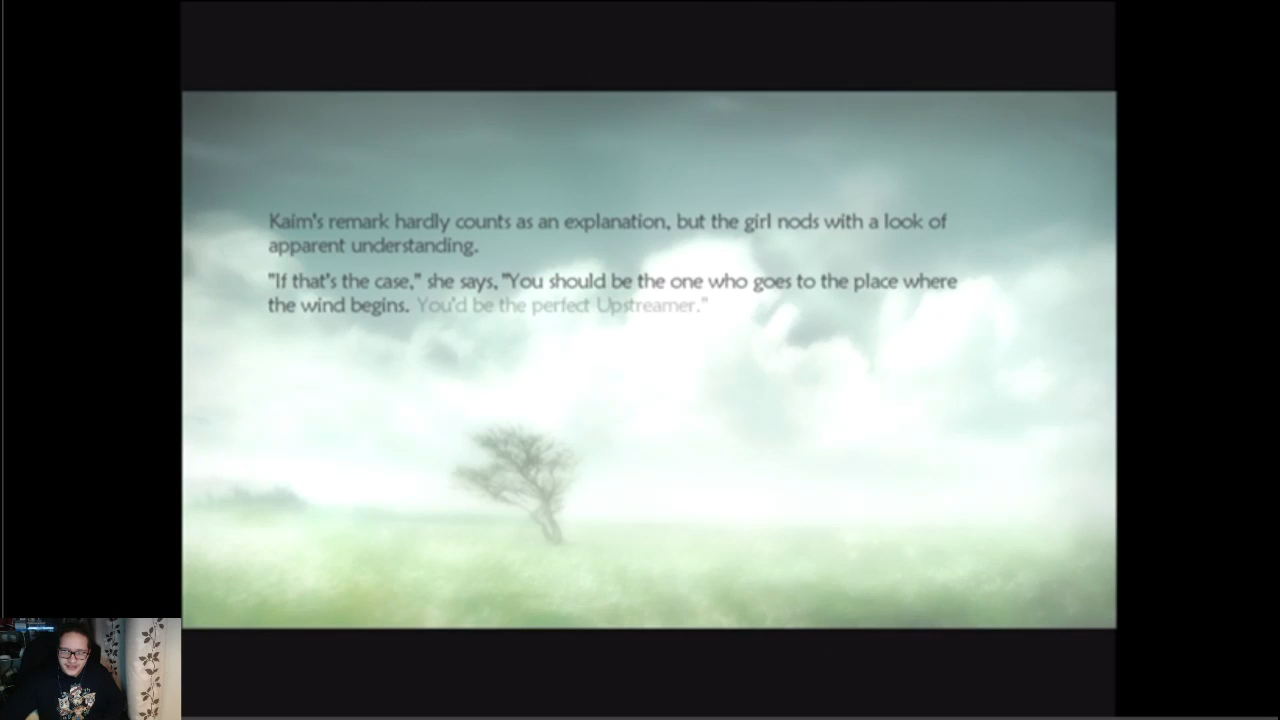 Kaim's remark hardly counts as an explanation, but the girl nods with a look of
apparent understanding.
"If that's the case," she says, "You should be the one who goes to the place where
the wind begins. You'd be the perfect Upstreamer."